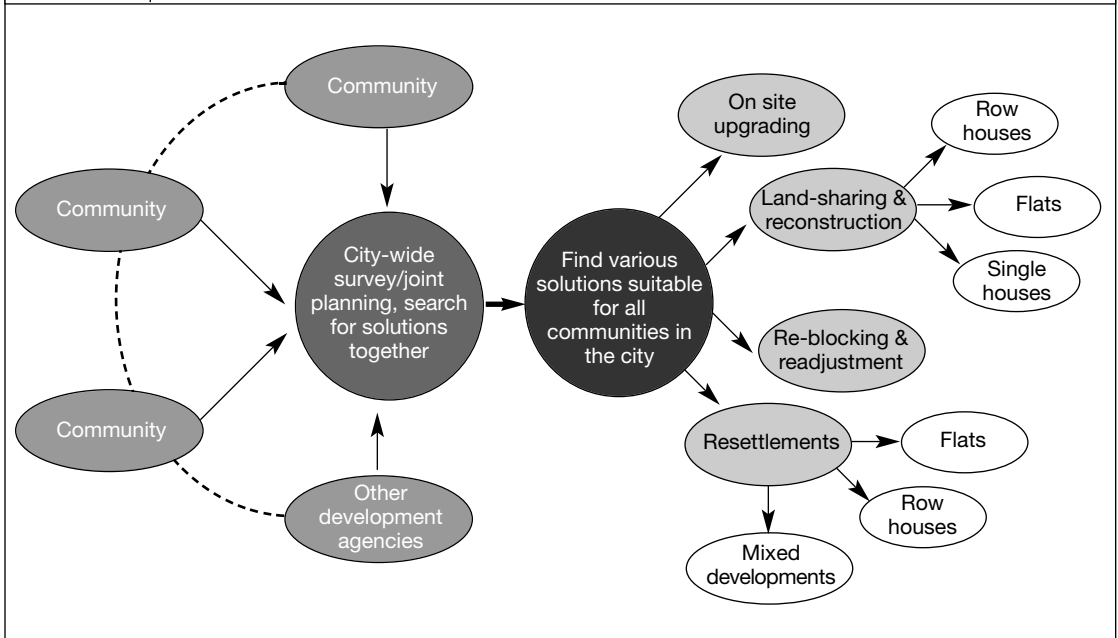 Community
Community
Community
Other
development
agencies
City-wide
survey/joint
planning, search
for solutions
together
Find various
solutions suitable
for all
communities in
the city
On site
upgrading
Land-sharing &
reconstruction
Row
houses
Flats
Single
houses
Re-blocking &
readjustment
Resettlements
Flats
Row
houses
Mixed
developments